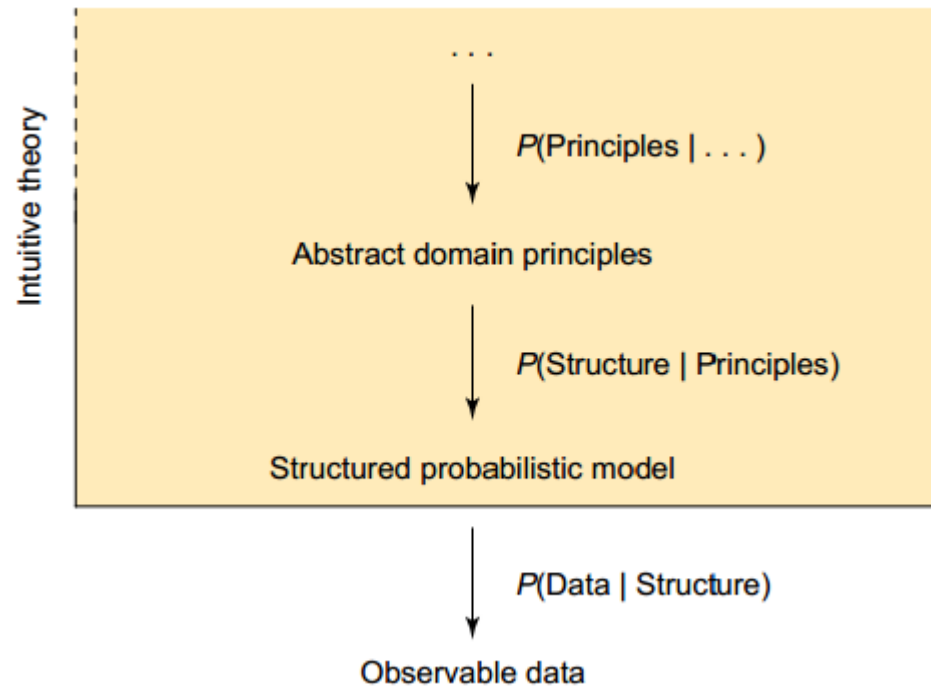 . . .
P(Principles | . . . )
Intuitive theory
Abstract domain principles
P(Structure | Principles)
Structured probabilistic model
P(Data | Structure)
Observable data